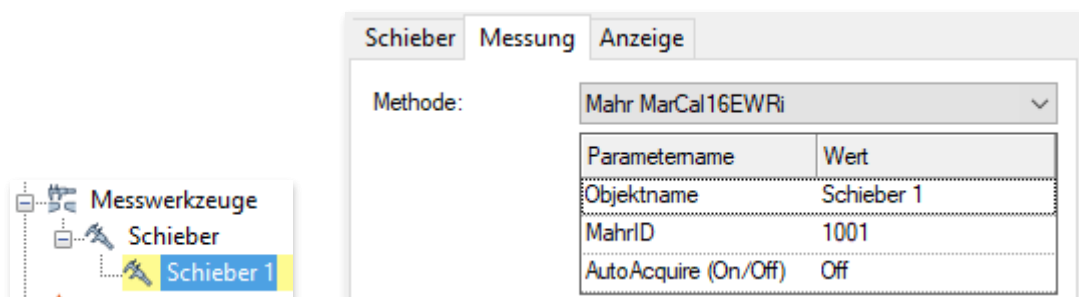 Schieber Messung Anzeige
Methode: Mahr MarCal16EWRi
Parametername Wert
Objektname Schieber 1
MahrID 1001
AutoAcquire (On/Off) Off
Messwerkzeuge
Schieber
Schieber 1